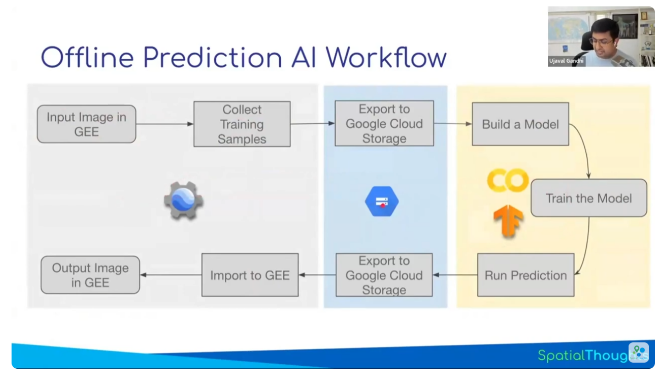 Offline Prediction AI Workflow
Ujaval Gandhi
Input Image in
GEE
Collect
Training
Samples
Export to
Google Cloud
Storage
Build a Model
Train the Model
Output Image
in GEE
Import to GEE
Export to
Google Cloud
Storage
Run Prediction
SpatialThoug